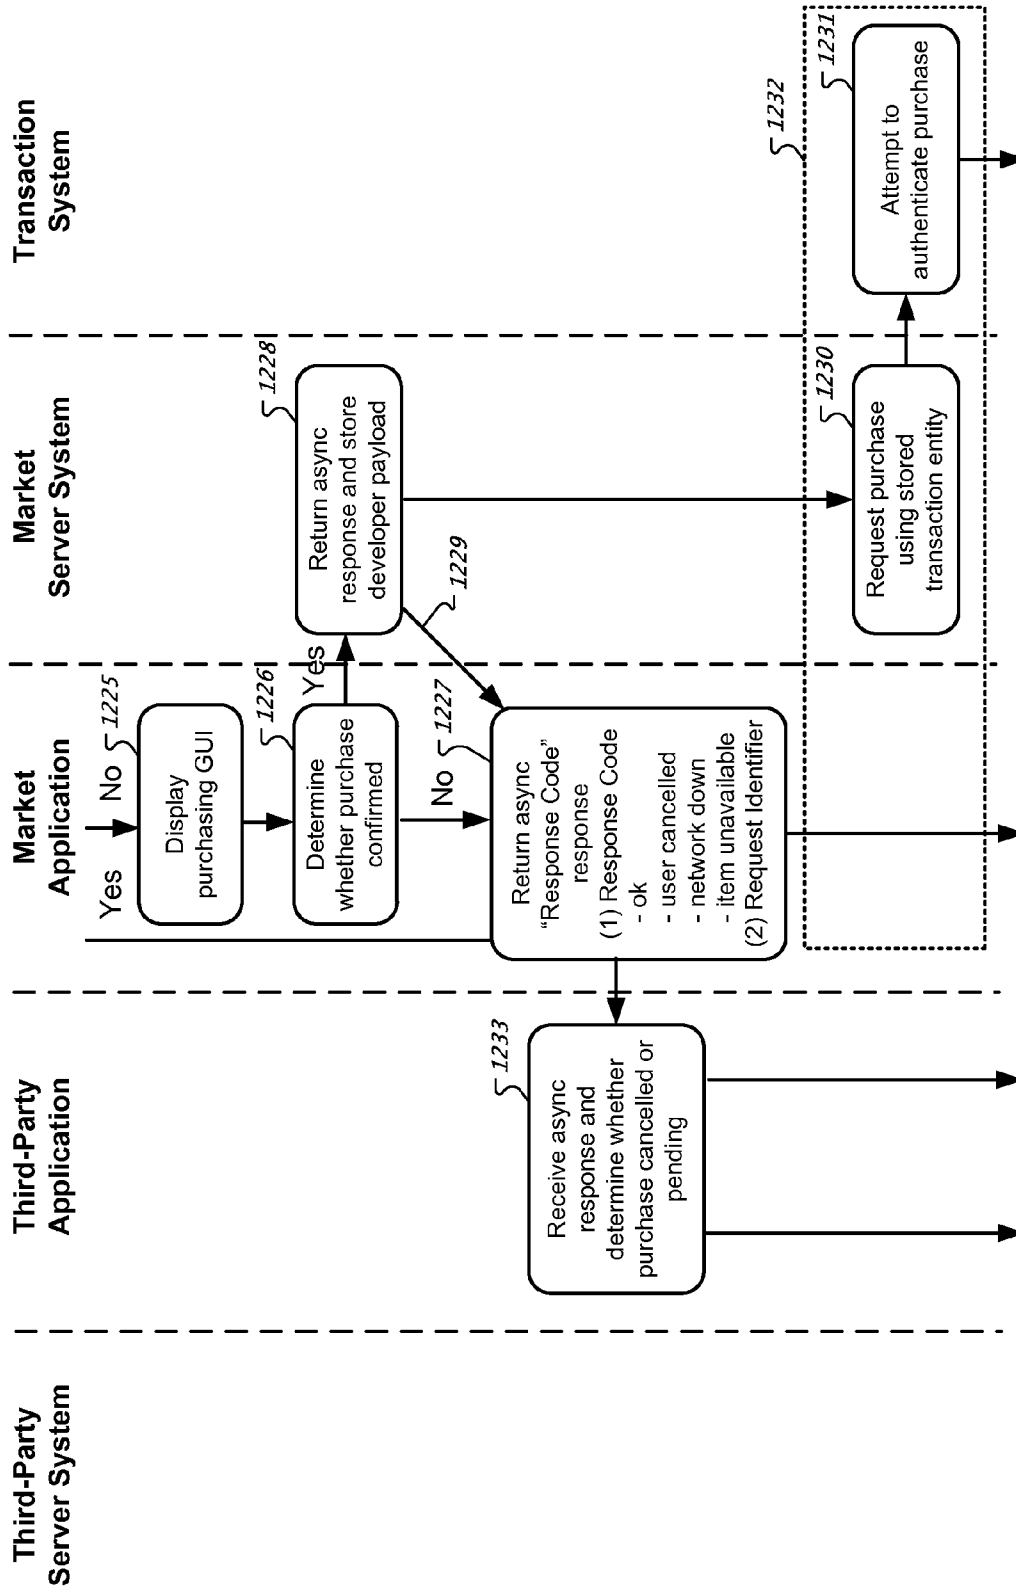 Third-Party
Server System
Third-Party
Application
Market
Application
Market
Server System
Transaction
System
Yes
No
1225
Display
purchasing GUI
1226
Determine
whether purchase
confirmed
Yes
1228
Return async
response and store
developer payload
No
1227
1229
Return async
“Response Code”
response
(1) Response Code
- ok
- user cancelled
- network down
- item unavailable
(2) Request Identifier
1233
Receive async
response and
determine whether
purchase cancelled or
pending
1232
1230
Request purchase
using stored
transaction entity
1231
Attempt to
authenticate purchase